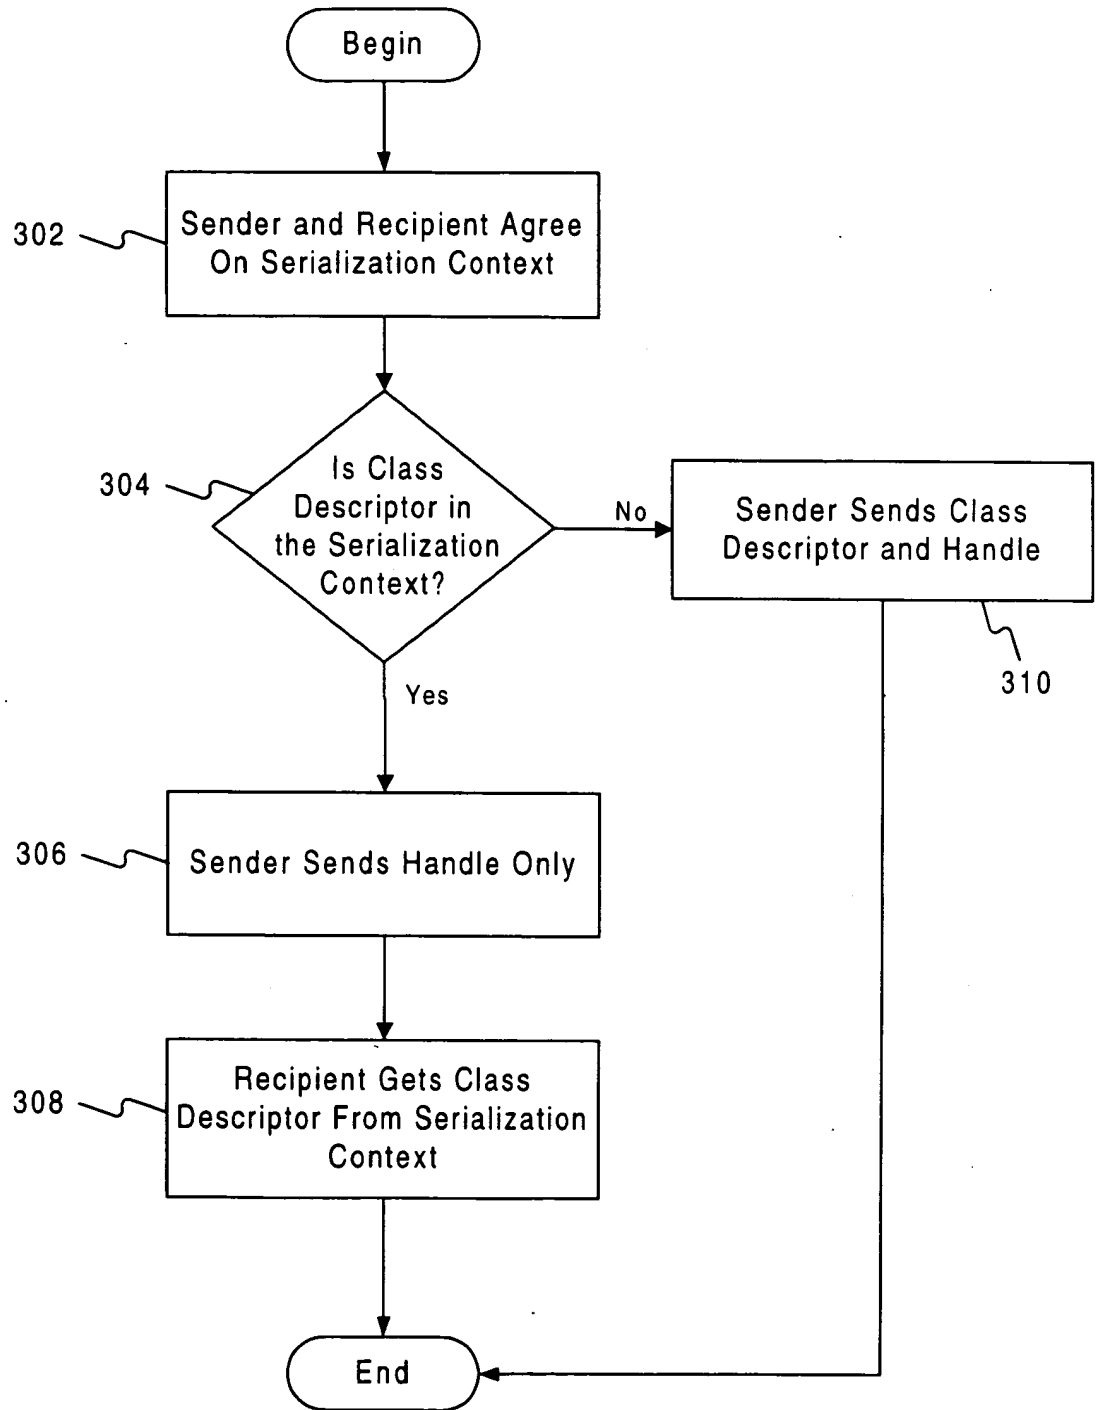 Begin
302
Sender and Recipient Agree
On Serialization Context
304
Is Class
Descriptor in
the Serialization
Context?
No
Sender Sends Class
Descriptor and Handle
310
Yes
306
Sender Sends Handle Only
308
Recipient Gets Class
Descriptor From Serialization
Context
End